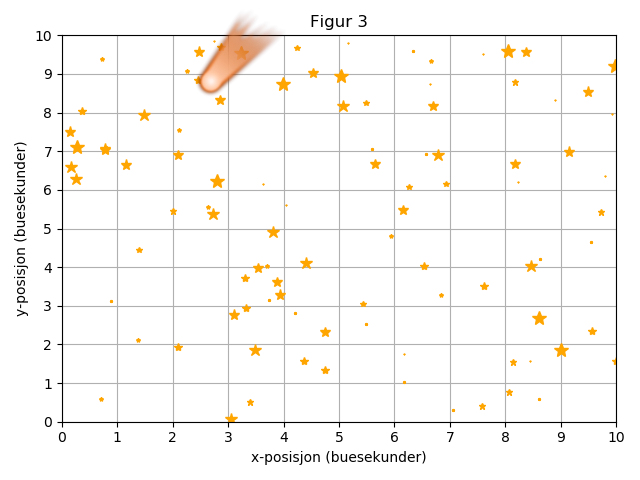 Figur 3
10
9
8
7
6
5
4
3
2
1
0
y-posisjon (buesekunder)
0 1 2 3 4 5 6 7 8 9 10
x-posisjon (buesekunder)